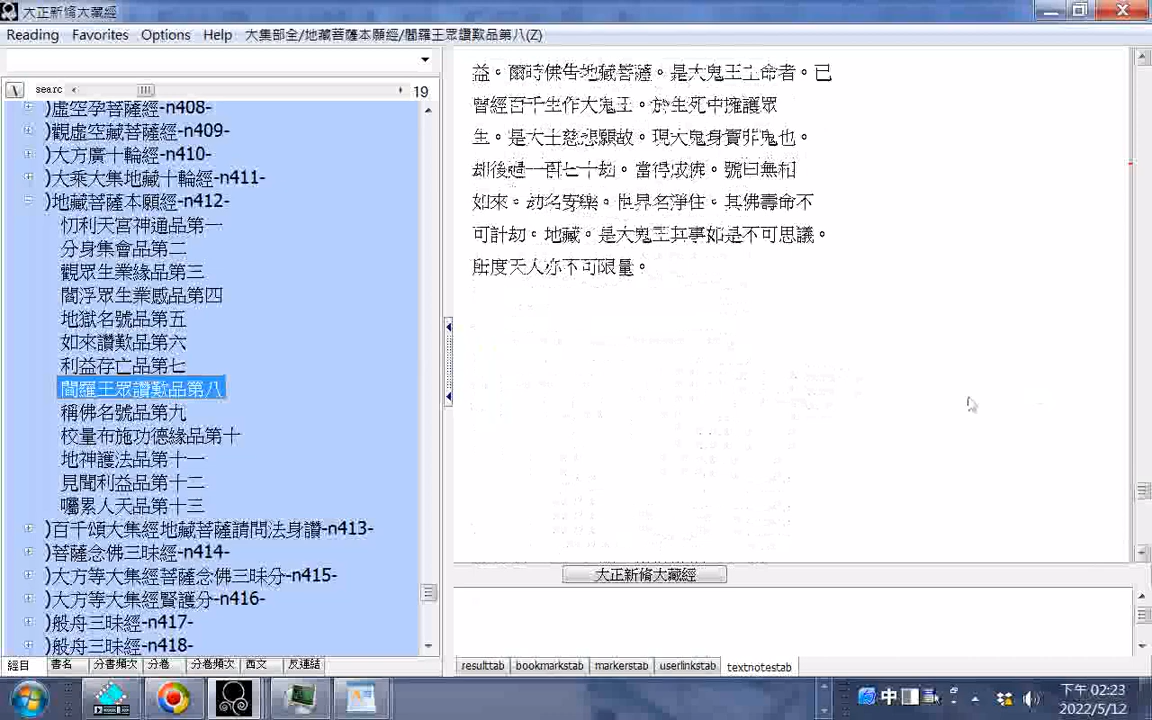 大正新脩大藏經
Reading Favorites Options Help 大集部全/地藏菩薩本願經/閻羅王眾讚歎品第八(Z)
searc 19
)虛空孕菩薩經-n408-
)觀虛空藏菩薩經-n409-
)大方廣十輪經-n410-
)大乘大集地藏十輪經-n411-
)地藏菩薩本願經-n412-
忉利天宮神通品第一
分身集會品第二
觀眾生業緣品第三
閻浮眾生業感品第四
地獄名號品第五
如來讚歎品第六
利益存亡品第七
閻羅王眾讚歎品第八
稱佛名號品第九
校量布施功德緣品第十
地神護法品第十一
見聞利益品第十二
囑累人天品第十三
)百千頌大集經地藏菩薩請問法身讚-n413-
)菩薩念佛三昧經-n414-
)大方等大集經菩薩念佛三昧分-n415-
)大方等大集經賢護分-n416-
)般舟三昧經-n417-
)般舟三昧經-n418-
經目 書名 分書頻次 分卷 分卷頻次 西文 反連結
益。爾時佛告地藏菩薩。是大鬼王主命者。已
曾經百千生作大鬼王。於生死中擁護眾
生。是大士慈悲願故。現大鬼身實非鬼也。
却後過一百七十劫。當得成佛。號曰無相
如來。劫名安樂。世界名淨住。其佛壽命不
可計劫。地藏。是大鬼王其事如是不可思議。
所度天人亦不可限量。
大正新脩大藏經
resulttab bookmarkstab markerstab userlinkstab textnotestab
中
下午 02:23
2022/5/12